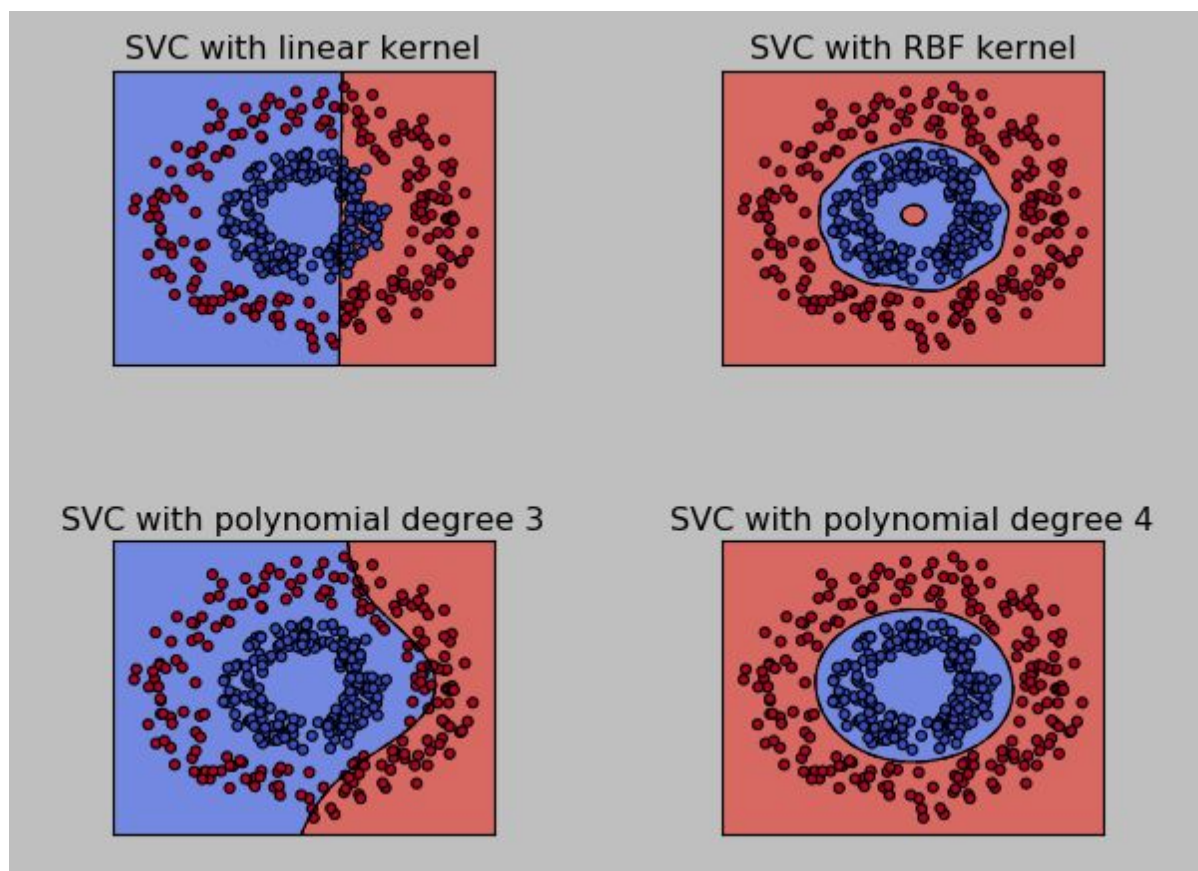 SVC with linear kernel
SVC with RBF kernel
SVC with polynomial degree 3
SVC with polynomial degree 4